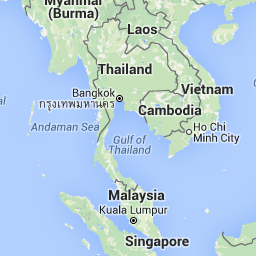 Myanmar
(Burma)
Laos
Thailand
Vietnam
Bangkok
กรุงเทพมหานคร
Cambodia
Andaman Sea
Ho Chi
Minh City
Gulf of
Thailand
Malaysia
Kuala Lumpur
Singapore